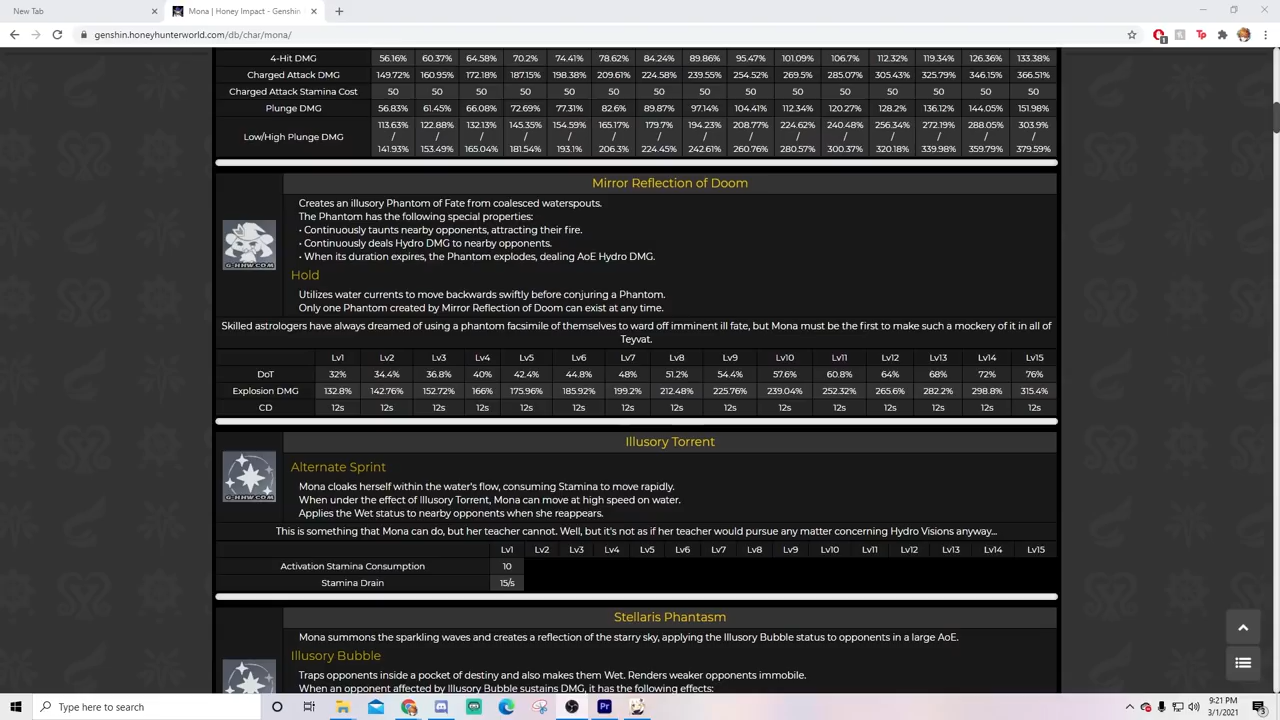 New Tab
Mona | Honey Impact - Genshin
genshin.honeyhunterworld.com/db/char/mona/
4-Hit DMG 56.16% 60.37% 64.58% 70.2% 74.41% 78.62% 84.24% 89.86% 95.47% 101.09% 106.7% 112.32% 119.34% 126.36% 133.38%
Charged Attack DMG 149.72% 160.95% 172.18% 187.15% 198.38% 209.61% 224.58% 239.55% 254.52% 269.5% 285.07% 305.43% 325.79% 346.15% 366.51%
Charged Attack Stamina Cost 50 50 50 50 50 50 50 50 50 50 50 50 50 50 50
Plunge DMG 56.83% 61.45% 66.08% 72.69% 77.31% 82.6% 89.87% 97.14% 104.41% 112.34% 120.27% 128.2% 136.12% 144.05% 151.98%
113.63% 122.88% 132.13% 145.35% 154.59% 165.17% 179.7% 194.23% 208.77% 224.62% 240.48% 256.34% 272.19% 288.05% 303.9%
Low/High Plunge DMG / / / / / / / / / / / / / / /
141.93% 153.49% 165.04% 181.54% 193.1% 206.3% 224.45% 242.61% 260.76% 280.57% 300.37% 320.18% 339.98% 359.79% 379.59%
Mirror Reflection of Doom
Creates an illusory Phantom of Fate from coalesced waterspouts.
The Phantom has the following special properties:
• Continuously taunts nearby opponents, attracting their fire.
• Continuously deals Hydro DMG to nearby opponents.
• When its duration expires, the Phantom explodes, dealing AoE Hydro DMG.
G-HHW.COM
Hold
Utilizes water currents to move backwards swiftly before conjuring a Phantom.
Only one Phantom created by Mirror Reflection of Doom can exist at any time.
Skilled astrologers have always dreamed of using a phantom facsimile of themselves to ward off imminent ill fate, but Mona must be the first to make such a mockery of it in all of
Teyvat.
Lv1 Lv2 Lv3 Lv4 Lv5 Lv6 Lv7 Lv8 Lv9 Lv10 Lv11 Lv12 Lv13 Lv14 Lv15
DoT 32% 34.4% 36.8% 40% 42.4% 44.8% 48% 51.2% 54.4% 57.6% 60.8% 64% 68% 72% 76%
Explosion DMG 132.8% 142.76% 152.72% 166% 175.96% 185.92% 199.2% 212.48% 225.76% 239.04% 252.32% 265.6% 282.2% 298.8% 315.4%
CD 12s 12s 12s 12s 12s 12s 12s 12s 12s 12s 12s 12s 12s 12s 12s
Illusory Torrent
Alternate Sprint
Mona cloaks herself within the water's flow, consuming Stamina to move rapidly.
When under the effect of Illusory Torrent, Mona can move at high speed on water.
G-HHW.COM
Applies the Wet status to nearby opponents when she reappears.
This is something that Mona can do, but her teacher cannot. Well, but it's not as if her teacher would pursue any matter concerning Hydro Visions anyway...
Lv1 Lv2 Lv3 Lv4 Lv5 Lv6 Lv7 Lv8 Lv9 Lv10 Lv11 Lv12 Lv13 Lv14 Lv15
Activation Stamina Consumption 10
Stamina Drain 15/s
Stellaris Phantasm
Mona summons the sparkling waves and creates a reflection of the starry sky, applying the Illusory Bubble status to opponents in a large AoE.
Illusory Bubble
Traps opponents inside a pocket of destiny and also makes them Wet. Renders weaker opponents immobile.
When an opponent affected by Illusory Bubble sustains DMG, it has the following effects:
Type here to search
9:21 PM
3/1/2021